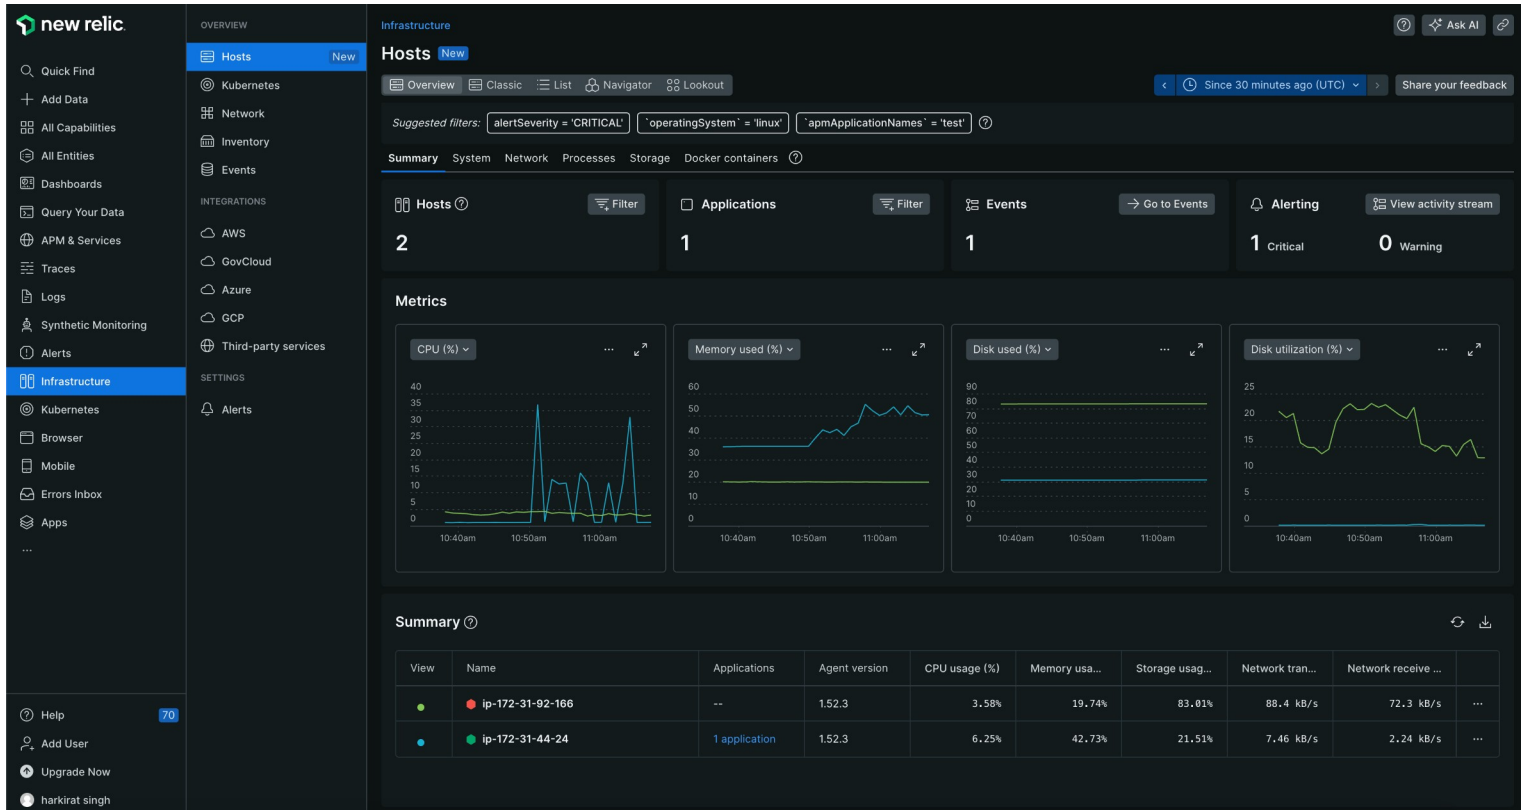 new relic
Quick Find
Add Data
All Capabilities
All Entities
Dashboards
Query Your Data
APM & Services
Traces
Logs
Synthetic Monitoring
Alerts
Infrastructure
Kubernetes
Browser
Mobile
Errors Inbox
Apps
...
Help 70
Add User
Upgrade Now
harkirat singh
OVERVIEW
Hosts New
Kubernetes
Network
Inventory
Events
INTEGRATIONS
AWS
GovCloud
Azure
GCP
Third-party services
SETTINGS
Alerts
Infrastructure
Ask AI
Hosts New
Overview Classic List Navigator Lookout
Since 30 minutes ago (UTC) Share your feedback
Suggested filters: alertSeverity = 'CRITICAL' `operatingSystem` = 'linux' `apmApplicationNames` = 'test'
Summary System Network Processes Storage Docker containers
Hosts Filter
2
Applications Filter
1
Events Go to Events
1
Alerting View activity stream
1 Critical 0 Warning
Metrics
CPU (%)
40
35
30
25
20
15
10
5
0
10:40am 10:50am 11:00am
Memory used (%)
60
50
40
30
20
10
0
10:40am 10:50am 11:00am
Disk used (%)
90
80
70
60
50
40
30
20
10
0
10:40am 10:50am 11:00am
Disk utilization (%)
25
20
15
10
5
0
10:40am 10:50am 11:00am
Summary
View Name Applications Agent version CPU usage (%) Memory usa... Storage usag... Network tran... Network receive ...
ip-172-31-92-166 -- 1.52.3 3.58% 19.74% 83.01% 88.4 kB/s 72.3 kB/s ...
ip-172-31-44-24 1 application 1.52.3 6.25% 42.73% 21.51% 7.46 kB/s 2.24 kB/s ...